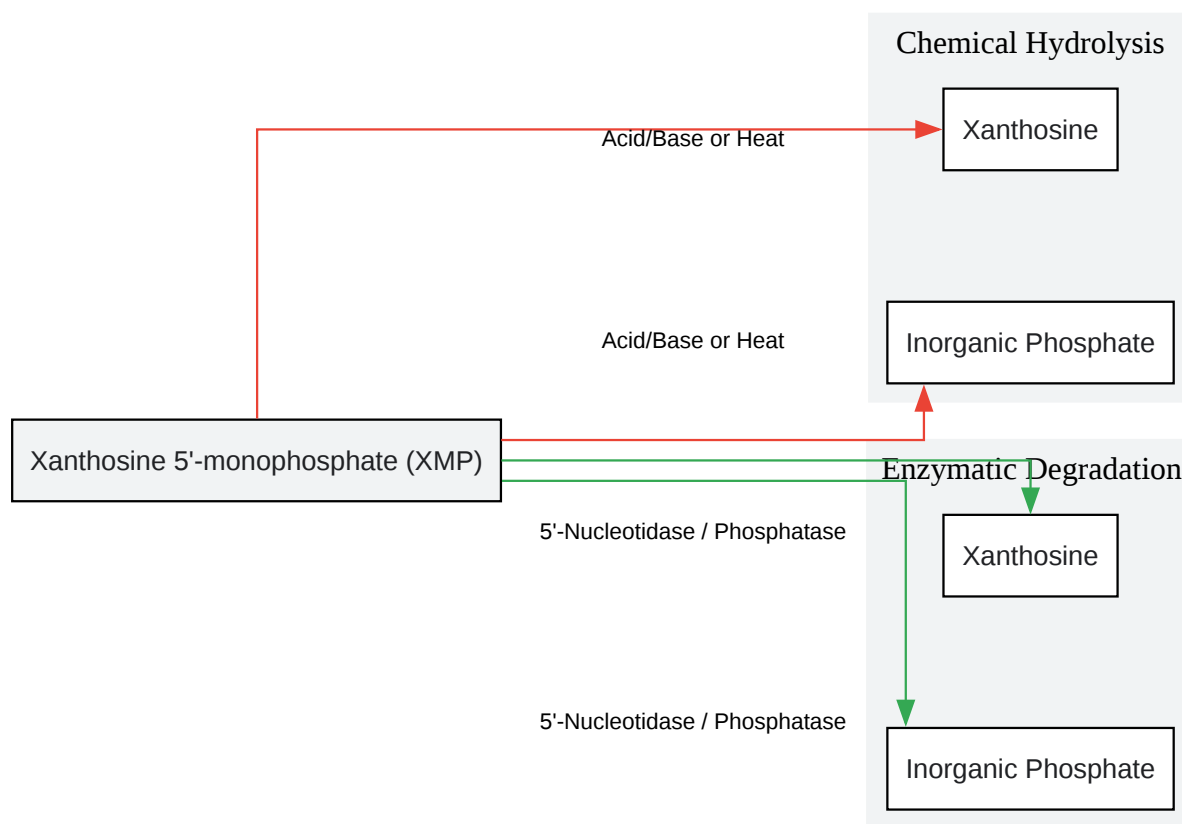 Chemical Hydrolysis
Xanthosine
Acid/Base or Heat
Acid/Base or Heat
Inorganic Phosphate
Xanthosine 5'-monophosphate (XMP)
Enzymatic Degradation
5'-Nucleotidase / Phosphatase
Xanthosine
5'-Nucleotidase / Phosphatase
Inorganic Phosphate